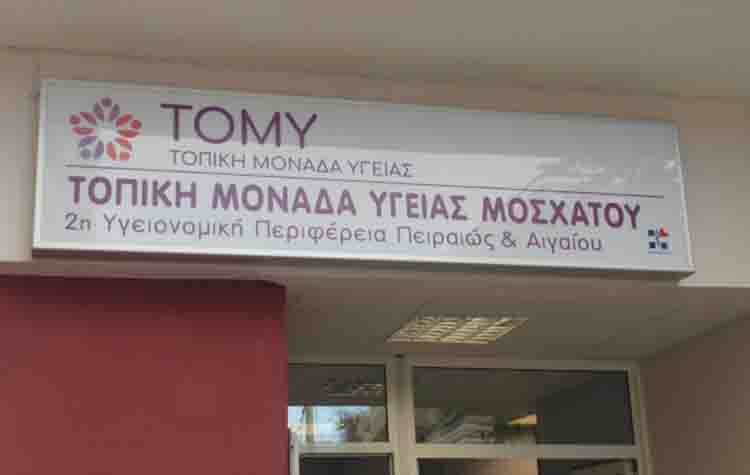 ΤΟΜΥ
ΤΟΠΙΚΗ ΜΟΝΑΔΑ ΥΓΕΙΑΣ
ΤΟΠΙΚΗ ΜΟΝΑΔΑ ΥΓΕΙΑΣ ΜΟΣΧΑΤΟΥ
2η Υγειονομική Περιφέρεια Πειραιώς & Αιγαίου